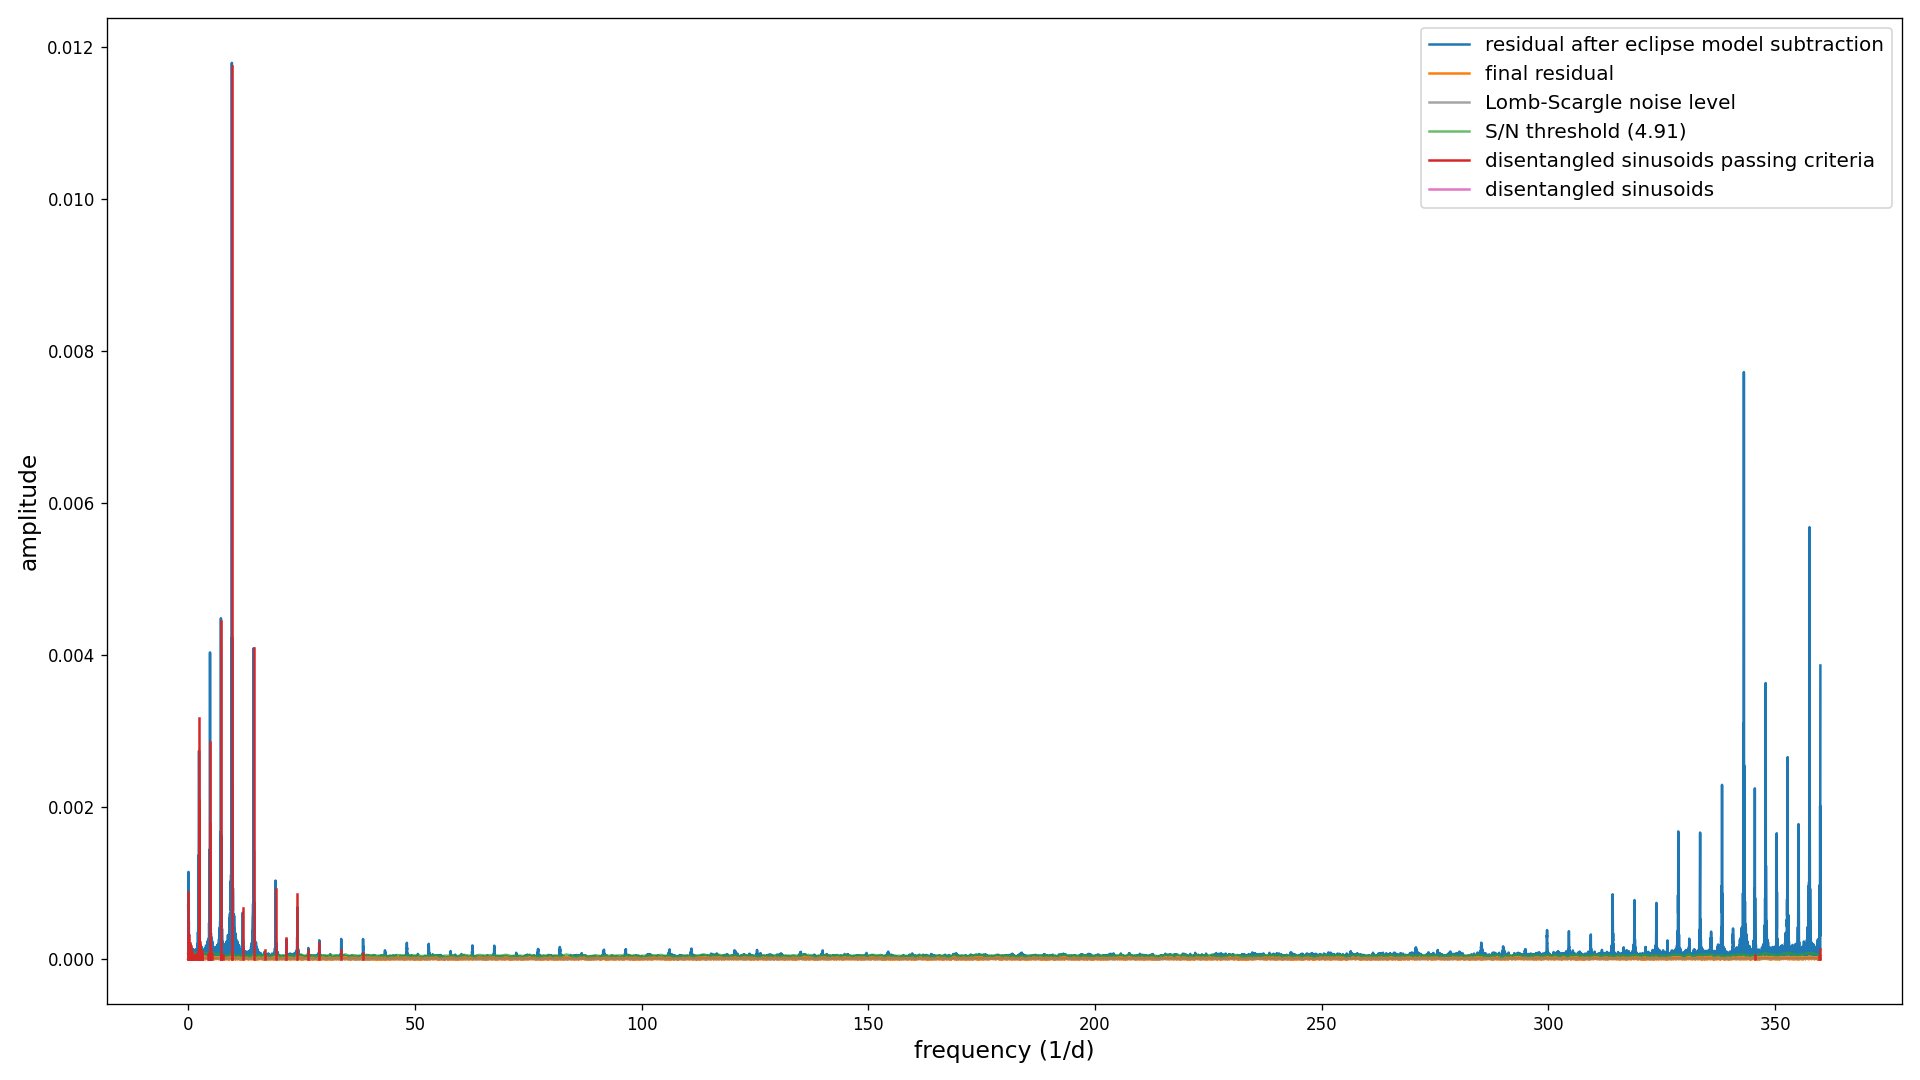 0.012
0.010
0.008
0.006
0.004
0.002
0.000
amplitude
0
50
100
150
200
250
300
350
frequency (1/d)
residual after eclipse model subtraction
final residual
Lomb-Scargle noise level
S/N threshold (4.91)
disentangled sinusoids passing criteria
disentangled sinusoids